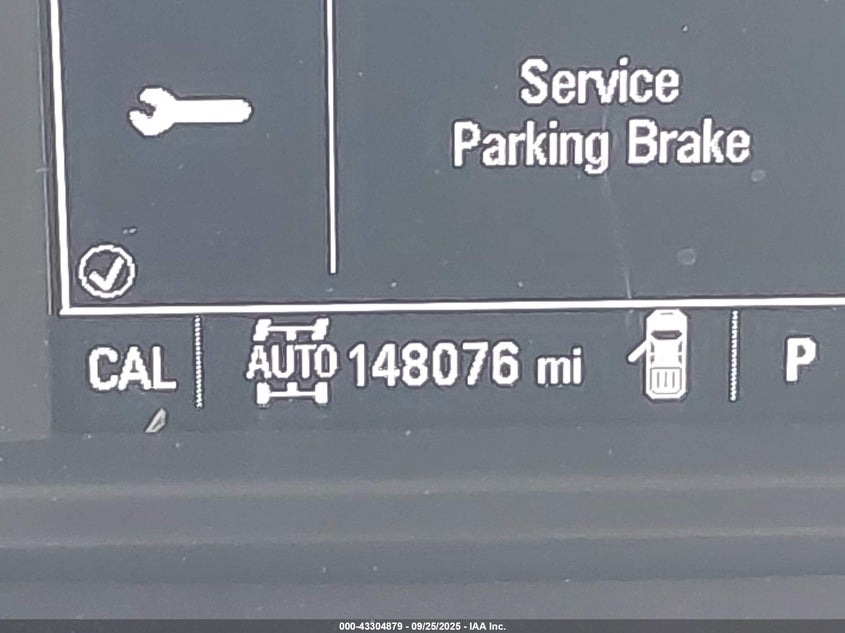 Service
Parking Brake
CAL
AUTO 148076 mi
P
000-43304879 - 09/25/2025 - IAA Inc.